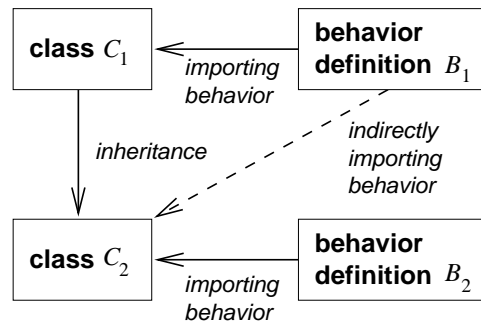 class C₁
importing
behavior
behavior
definition B₁
inheritance
indirectly
importing
behavior
class C₂
importing
behavior
behavior
definition B₂